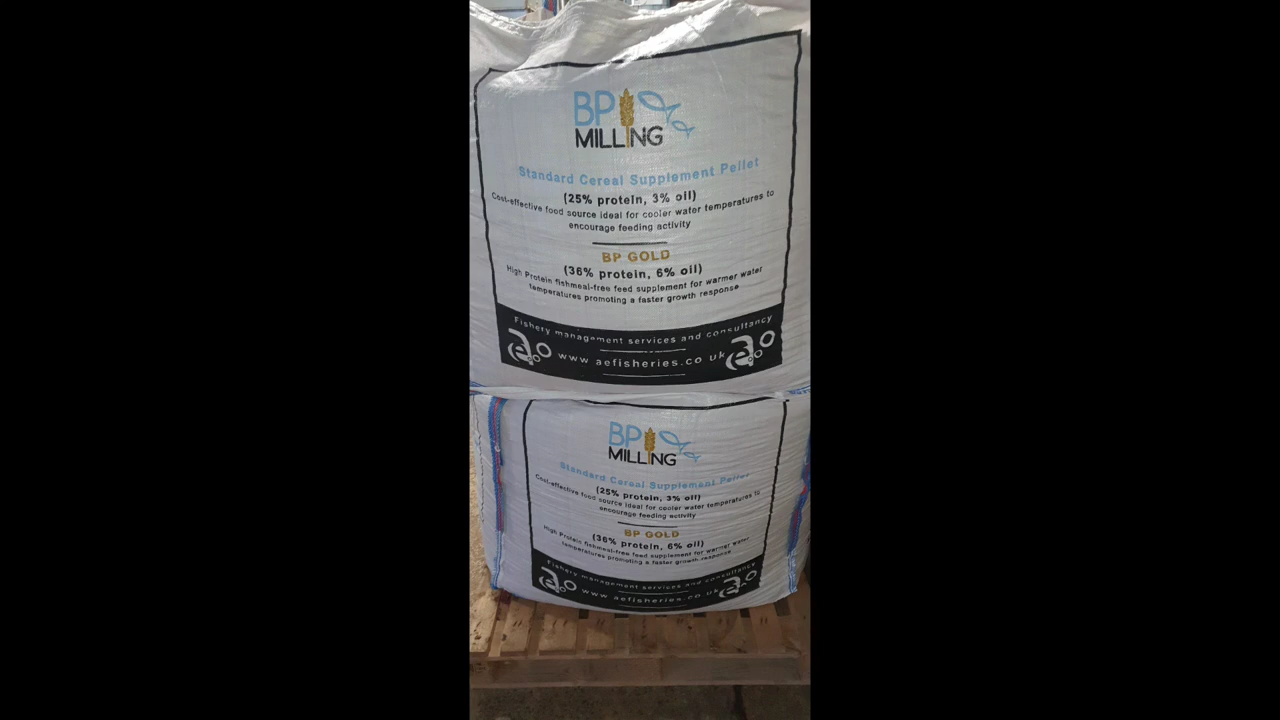 BP
MILLING
Standard Cereal Supplement Pellet
(25% protein, 3% oil)
Cost-effective food source ideal for cooler water temperatures to
encourage feeding activity
BP GOLD
(36% protein, 6% oil)
High Protein fishmeal-free feed supplement for warmer water
temperatures promoting a faster growth response
Fishery management services and consultancy
ae www aefisheries.co uk ae
BP
MILLING
Standard Cereal Supplement Pellet
(25% protein, 3% oil)
Cost-effective food source ideal for cooler water temperatures to
encourage feeding activity
BP GOLD
(36% protein, 6% oil)
High Protein fishmeal-free feed supplement for warmer water
temperatures promoting a faster growth response
Fishery management services and consultancy
ae www aefisheries.co uk ae